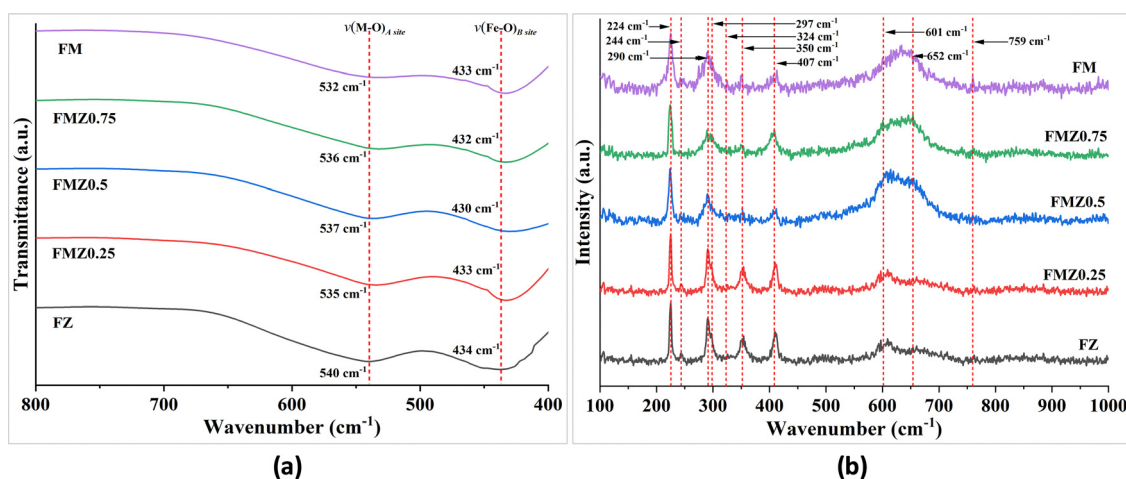 ν(M-O)A site
ν(Fe-O)B site
FM
433 cm-1
532 cm-1
FMZ0.75
432 cm-1
536 cm-1
FMZ0.5
430 cm-1
537 cm-1
FMZ0.25
433 cm-1
535 cm-1
FZ
434 cm-1
540 cm-1
Transmittance (a.u.)
800 700 600 500 400
Wavenumber (cm-1)
(a)
224 cm-1
244 cm-1
290 cm-1
297 cm-1
324 cm-1
350 cm-1
407 cm-1
601 cm-1
652 cm-1
759 cm-1
FM
FMZ0.75
FMZ0.5
FMZ0.25
FZ
Intensity (a.u.)
100 200 300 400 500 600 700 800 900 1000
Wavenumber (cm-1)
(b)